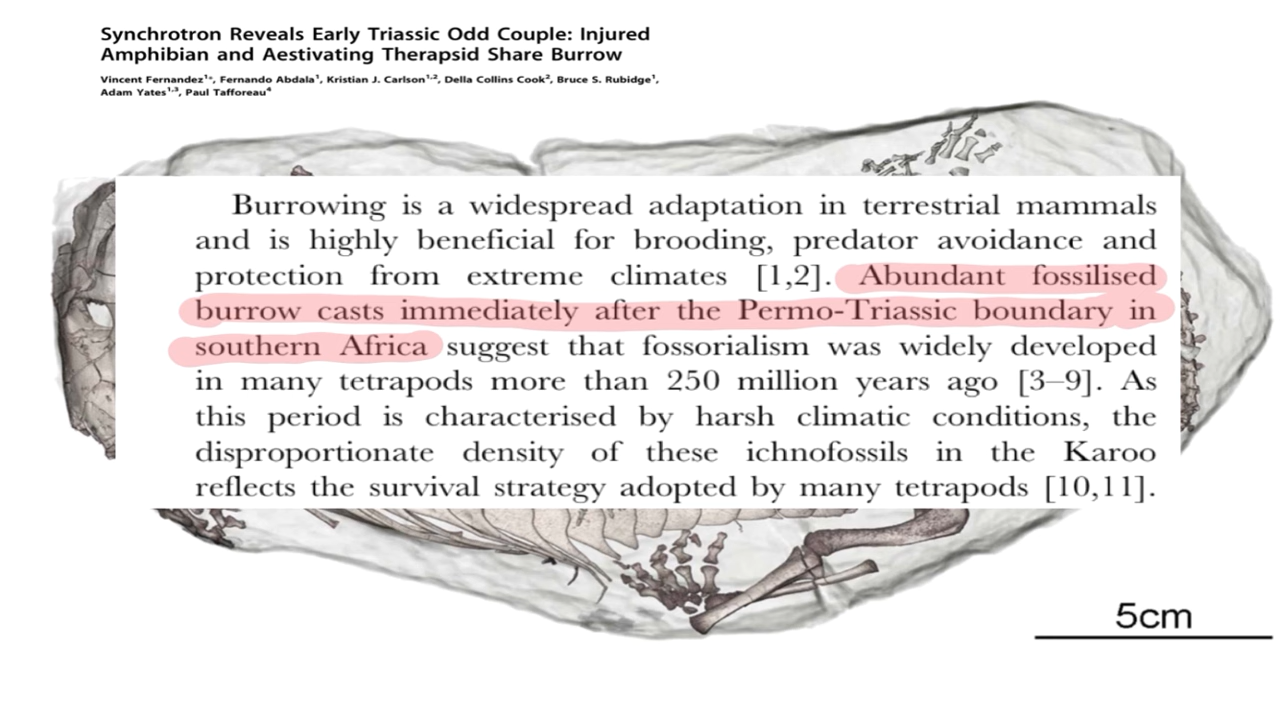 Synchrotron Reveals Early Triassic Odd Couple: Injured
Amphibian and Aestivating Therapsid Share Burrow
Vincent Fernandez¹*, Fernando Abdala¹, Kristian J. Carlson¹,², Della Collins Cook², Bruce S. Rubidge¹,
Adam Yates¹,³, Paul Tafforeau⁴
Burrowing is a widespread adaptation in terrestrial mammals
and is highly beneficial for brooding, predator avoidance and
protection from extreme climates [1,2]. Abundant fossilised
burrow casts immediately after the Permo-Triassic boundary in
southern Africa suggest that fossorialism was widely developed
in many tetrapods more than 250 million years ago [3–9]. As
this period is characterised by harsh climatic conditions, the
disproportionate density of these ichnofossils in the Karoo
reflects the survival strategy adopted by many tetrapods [10,11].
5cm